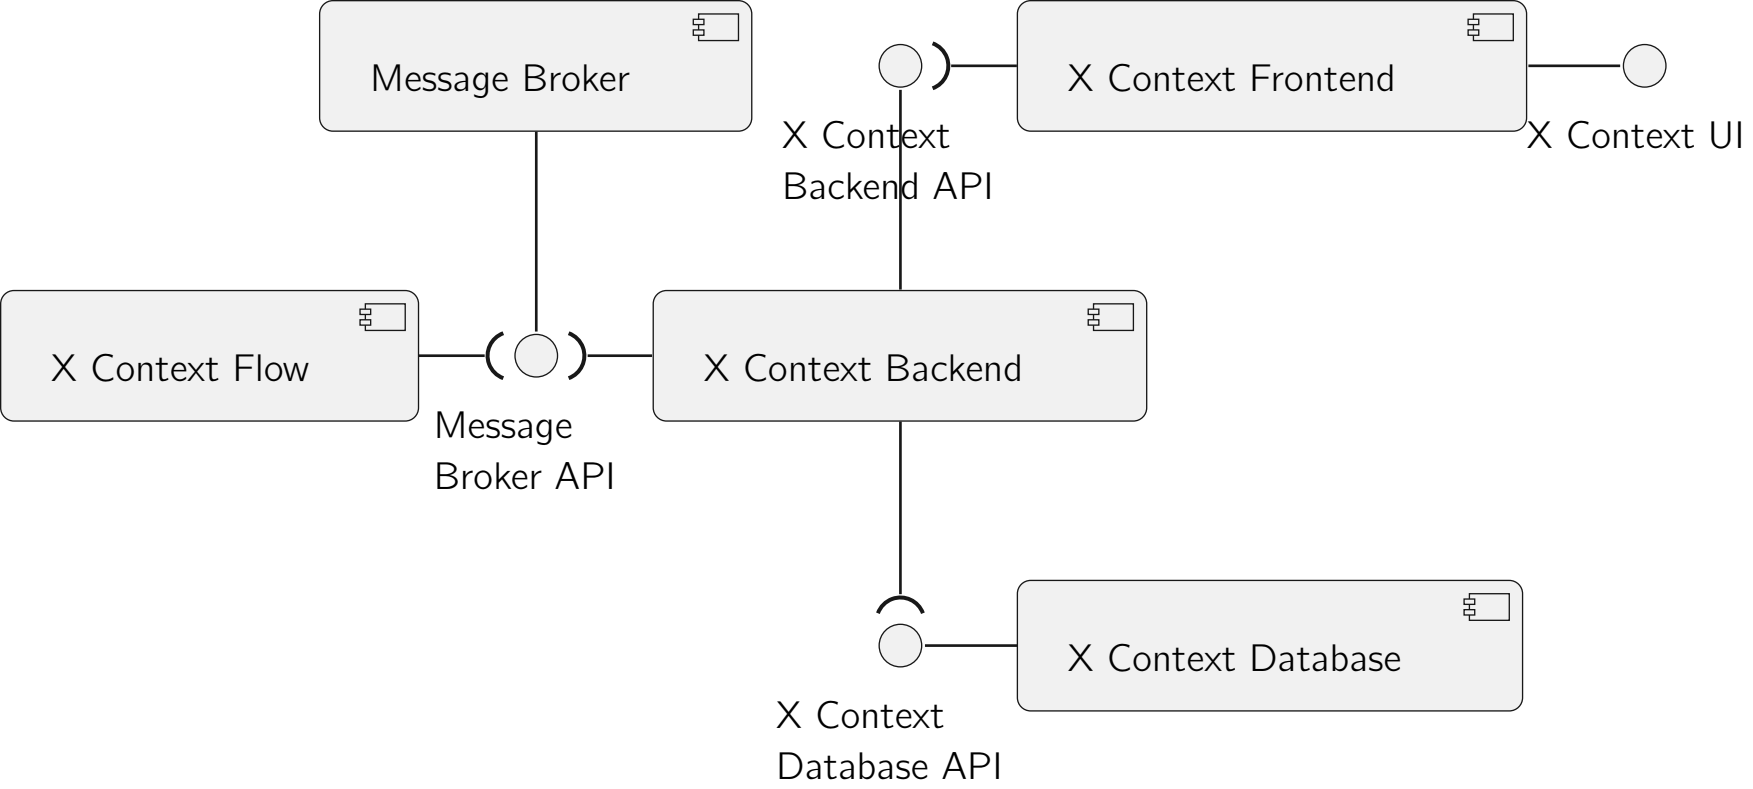 Message Broker
X Context Frontend
X Context
Backend API
X Context UI
X Context Flow
X Context Backend
Message
Broker API
X Context Database
X Context
Database API